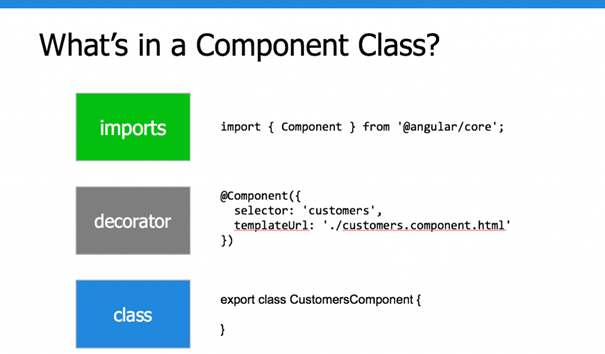 What's in a Component Class?
imports
import { Component } from '@angular/core';
decorator
@Component({
  selector: 'customers',
  templateUrl: './customers.component.html'
})
class
export class CustomersComponent {
}